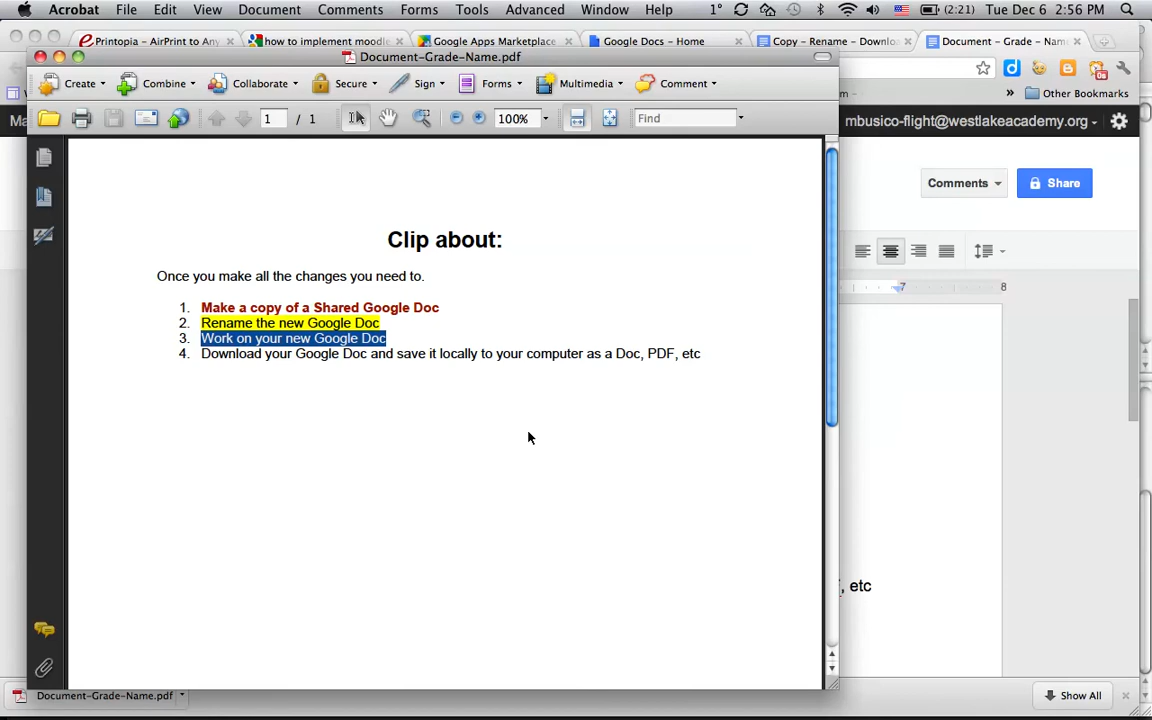 Acrobat File Edit View Document Comments Forms Tools Advanced Window Help 1° (2:21) Tue Dec 6 2:56 PM
Printopia - AirPrint to Any how to implement moodle Google Apps Marketplace Google Docs - Home Copy - Rename - Downlo Document - Grade - Nam
Document-Grade-Name.pdf
Other Bookmarks
Create Combine Collaborate Secure Sign Forms Multimedia Comment
1 / 1 100% Find
mbusico-flight@westlakeacademy.org
Comments Share
Clip about:
Once you make all the changes you need to.
1. Make a copy of a Shared Google Doc
2. Rename the new Google Doc
3. Work on your new Google Doc
4. Download your Google Doc and save it locally to your computer as a Doc, PDF, etc
7 8
, etc
Document-Grade-Name.pdf Show All